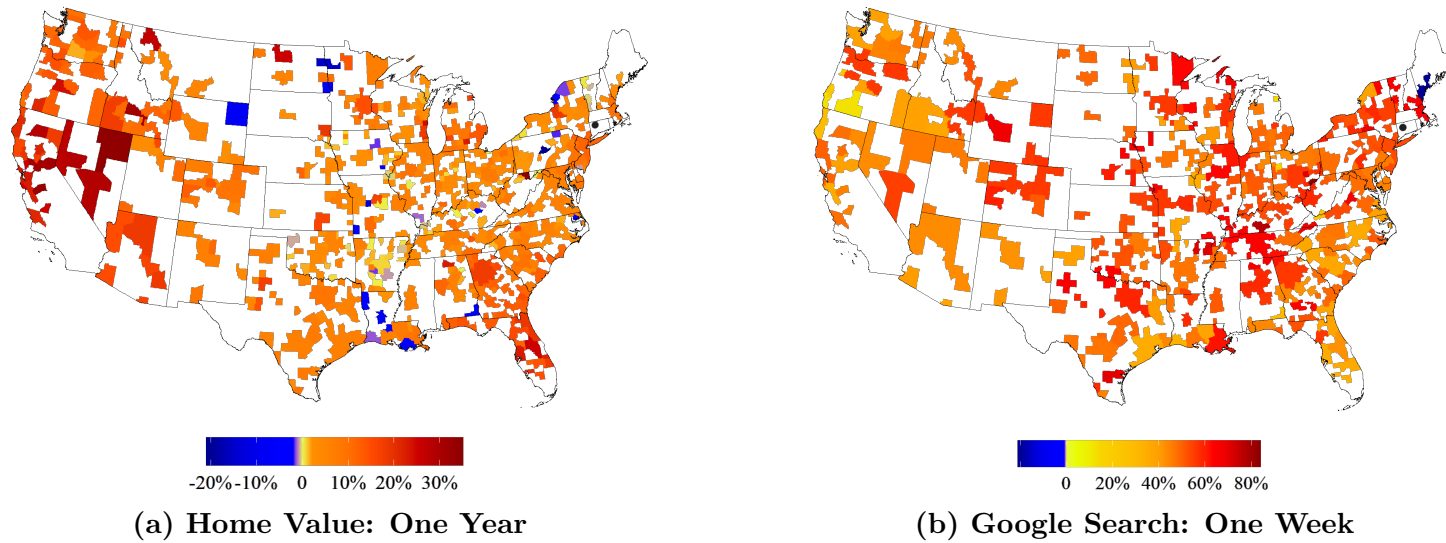 -20% -10% 0 10% 20% 30%
(a) Home Value: One Year
0 20% 40% 60% 80%
(b) Google Search: One Week